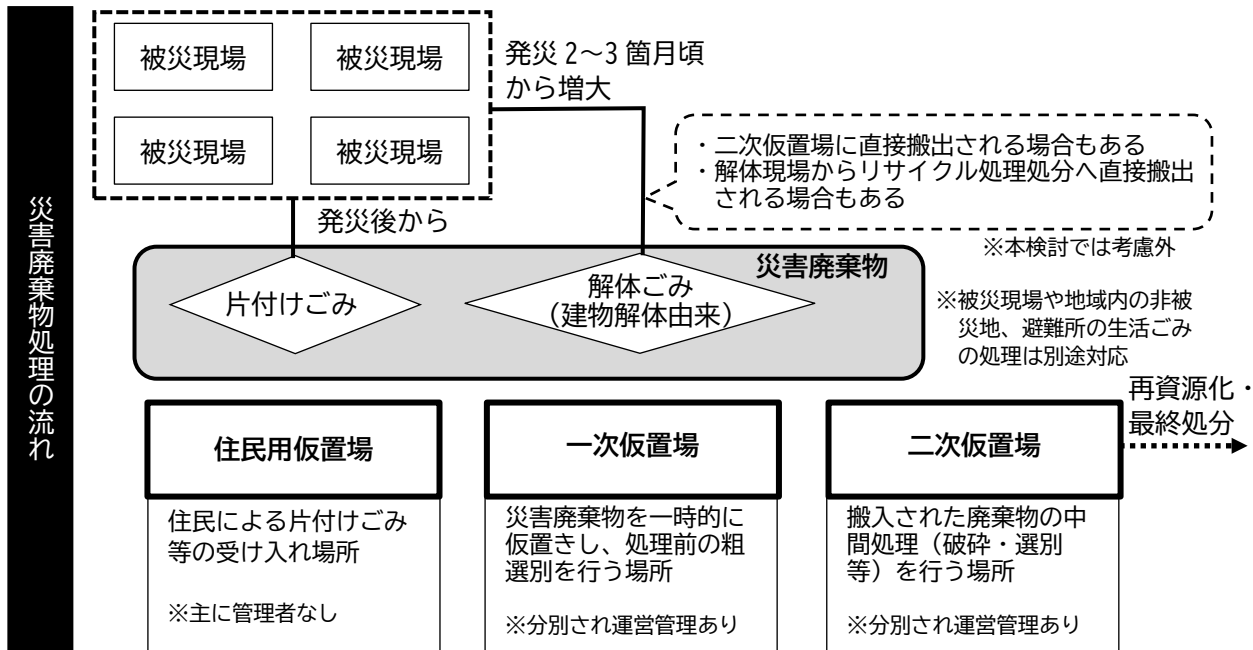 災害廃棄物処理の流れ
被災現場
被災現場
被災現場
被災現場
発災 2～3 箇月頃
から増大
発災後から
・二次仮置場に直接搬出される場合もある
・解体現場からリサイクル処理処分へ直接搬出
される場合もある
※本検討では考慮外
災害廃棄物
片付けごみ
解体ごみ
（建物解体由来）
※被災現場や地域内の非被
災地、避難所の生活ごみ
の処理は別途対応
再資源化・
最終処分
住民用仮置場
住民による片付けごみ
等の受け入れ場所
※主に管理者なし
一次仮置場
災害廃棄物を一時的に
仮置きし、処理前の粗
選別を行う場所
※分別され運営管理あり
二次仮置場
搬入された廃棄物の中
間処理（破砕・選別
等）を行う場所
※分別され運営管理あり